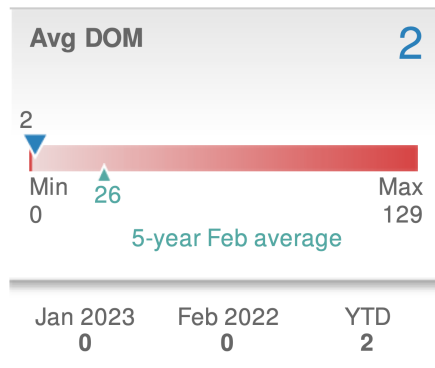 Avg DOM 2
2
Min 26 Max
0 129
5-year Feb average
Jan 2023 Feb 2022 YTD
0 0 2